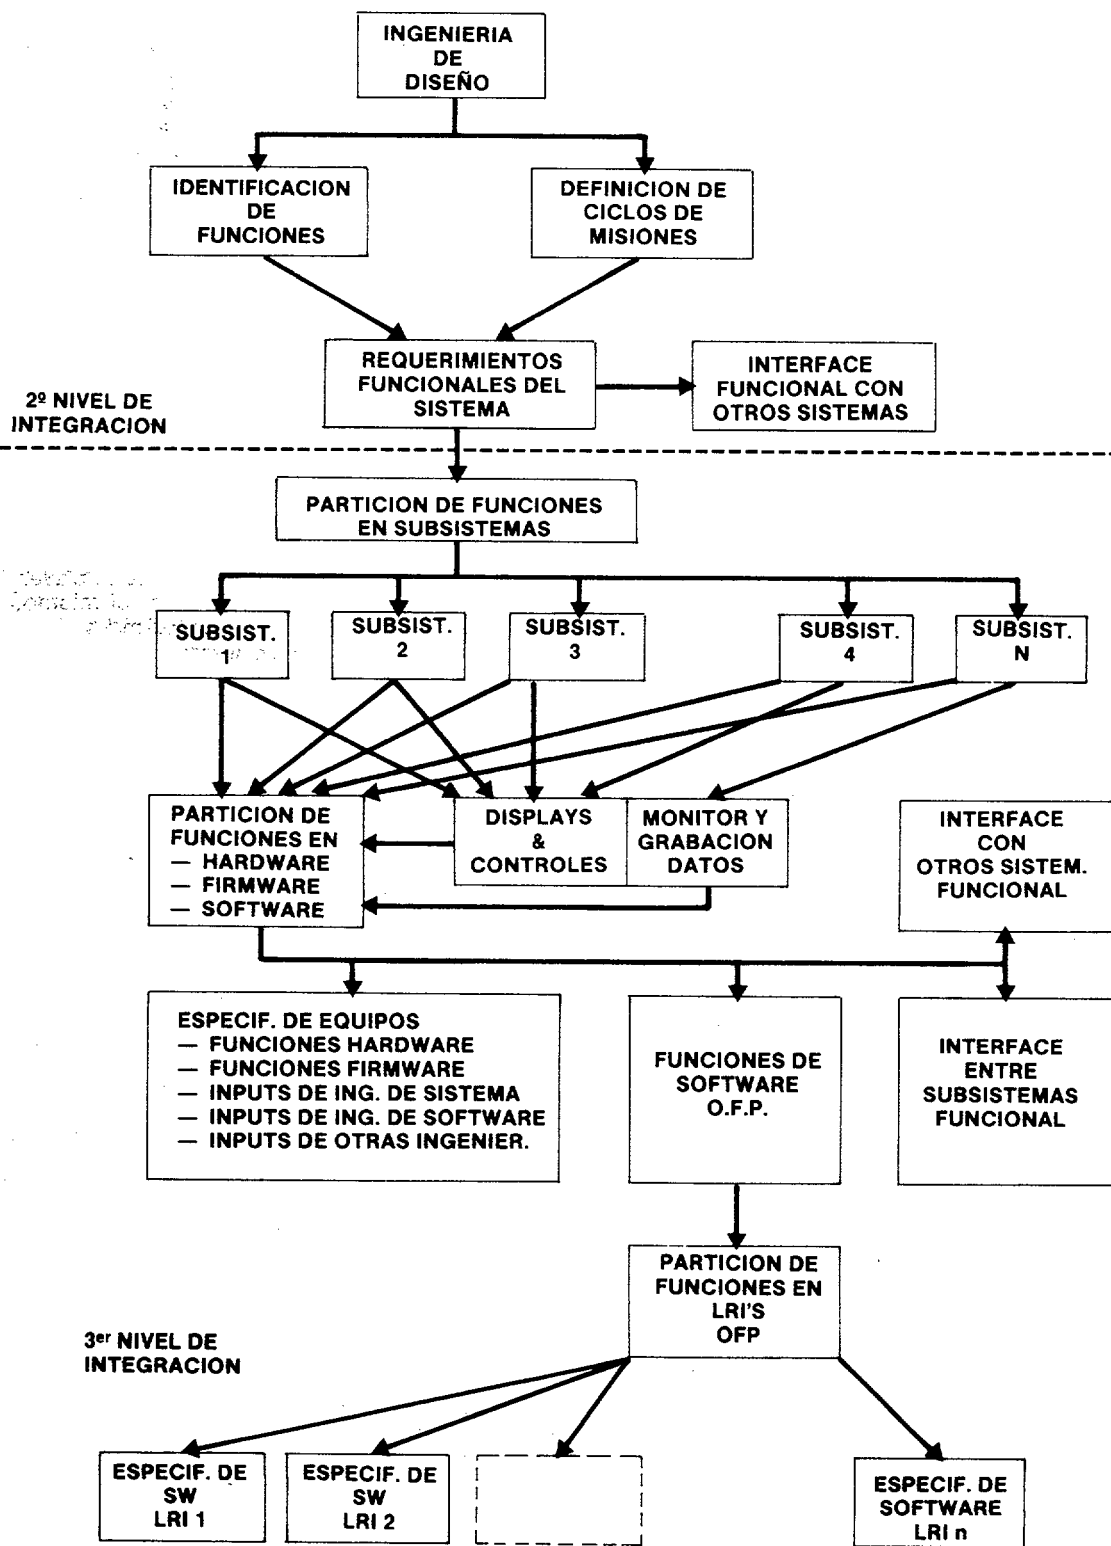 INGENIERIA
DE
DISEÑO
IDENTIFICACION
DE
FUNCIONES
DEFINICION DE
CICLOS DE
MISIONES
REQUERIMIENTOS
FUNCIONALES DEL
SISTEMA
INTERFACE
FUNCIONAL CON
OTROS SISTEMAS
2º NIVEL DE
INTEGRACION
PARTICION DE FUNCIONES
EN SUBSISTEMAS
SUBSIST.
1
SUBSIST.
2
SUBSIST.
3
SUBSIST.
4
SUBSIST.
N
PARTICION DE
FUNCIONES EN
— HARDWARE
— FIRMWARE
— SOFTWARE
DISPLAYS
&
CONTROLES
MONITOR Y
GRABACION
DATOS
INTERFACE
CON
OTROS SISTEM.
FUNCIONAL
ESPECIF. DE EQUIPOS
— FUNCIONES HARDWARE
— FUNCIONES FIRMWARE
— INPUTS DE ING. DE SISTEMA
— INPUTS DE ING. DE SOFTWARE
— INPUTS DE OTRAS INGENIER.
FUNCIONES DE
SOFTWARE
O.F.P.
INTERFACE
ENTRE
SUBSISTEMAS
FUNCIONAL
PARTICION DE
FUNCIONES EN
LRI'S
OFP
3er NIVEL DE
INTEGRACION
ESPECIF. DE
SW
LRI 1
ESPECIF. DE
SW
LRI 2
ESPECIF. DE
SOFTWARE
LRI n